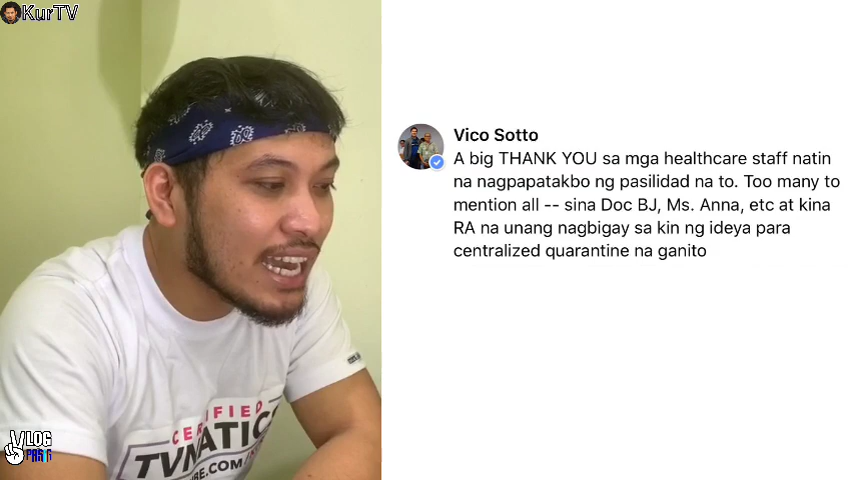 KurTV
Vico Sotto
A big THANK YOU sa mga healthcare staff natin
na nagpapatakbo ng pasilidad na to. Too many to
mention all -- sina Doc BJ, Ms. Anna, etc at kina
RA na unang nagbigay sa kin ng ideya para
centralized quarantine na ganito
CERTIFIED
TVMATIC
VLOG